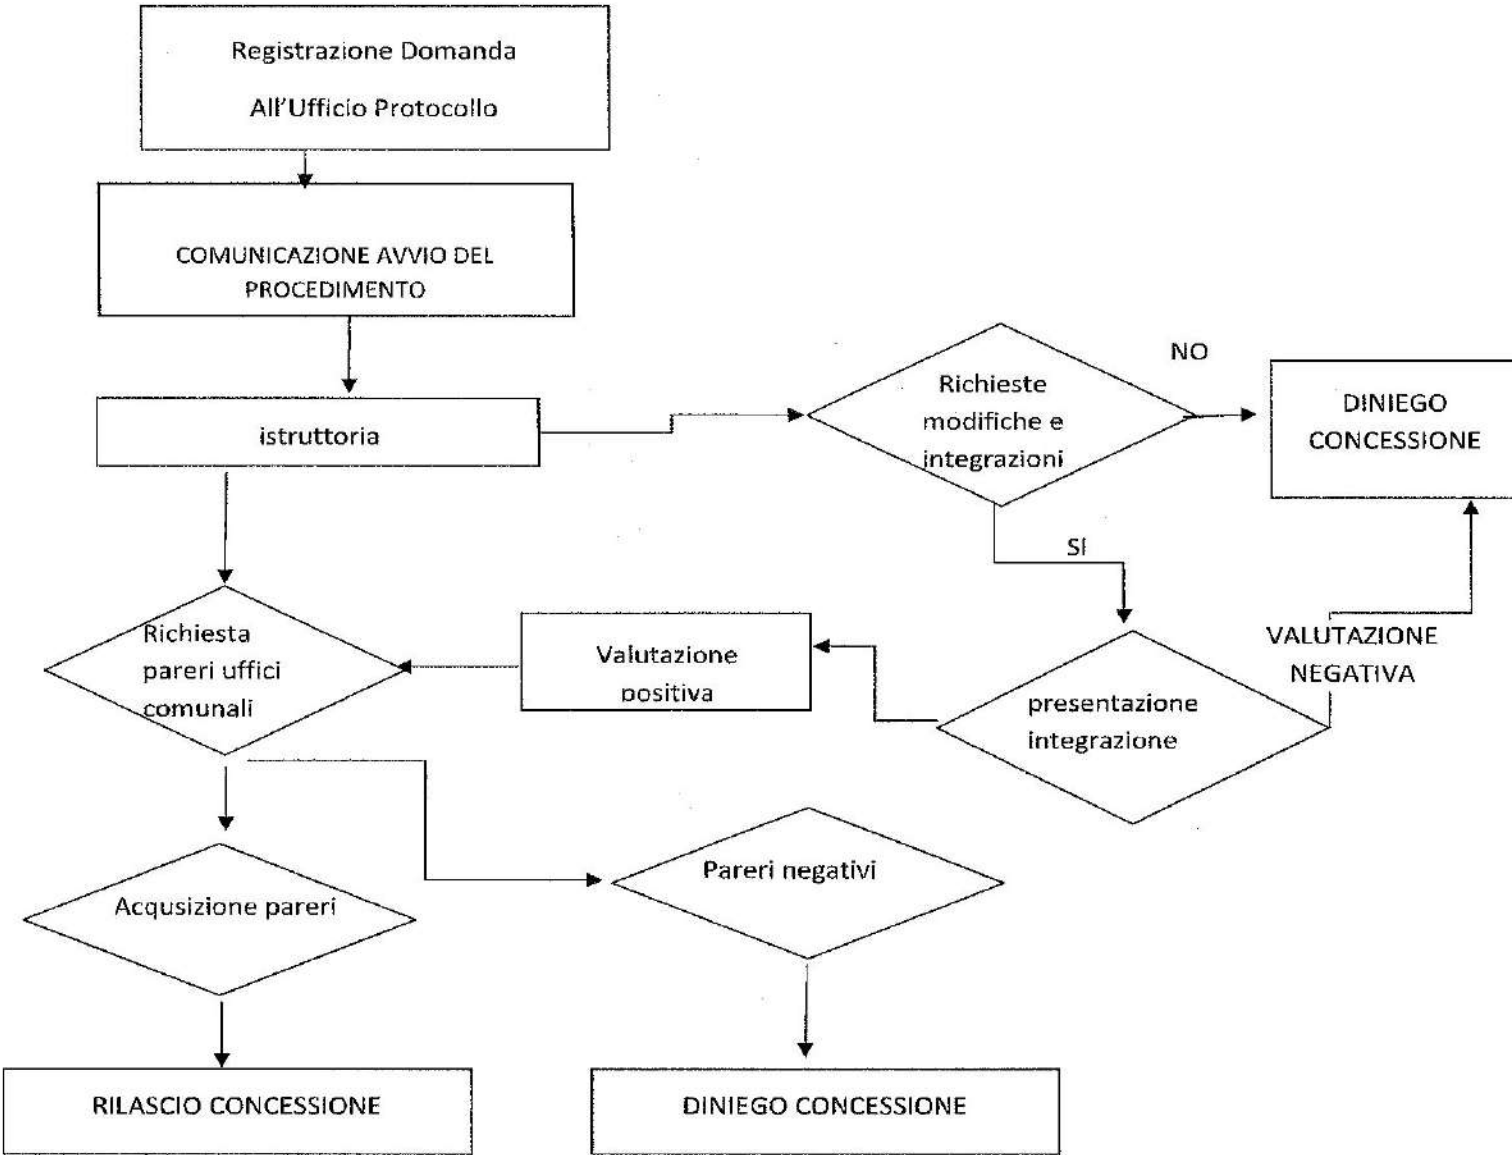 Registrazione Domanda
All'Ufficio Protocollo
COMUNICAZIONE AVVIO DEL
PROCEDIMENTO
istruttoria
Richieste
modifiche e
integrazioni
NO
DINIEGO
CONCESSIONE
SI
Richiesta
pareri uffici
comunali
Valutazione
positiva
presentazione
integrazione
VALUTAZIONE
NEGATIVA
Acqusizione pareri
Pareri negativi
RILASCIO CONCESSIONE
DINIEGO CONCESSIONE